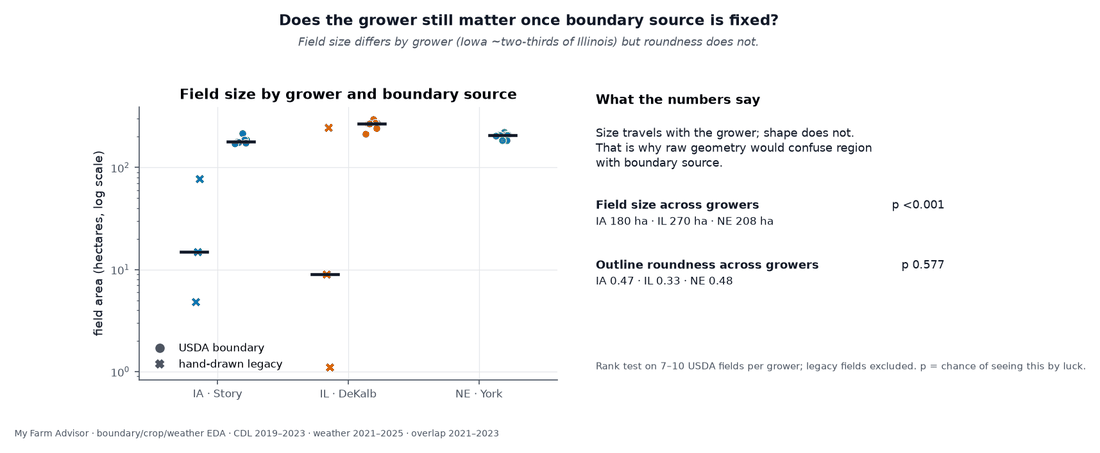 Does the grower still matter once boundary source is fixed?
Field size differs by grower (Iowa ~two-thirds of Illinois) but roundness does not.
Field size by grower and boundary source
field area (hectares, log scale)
10²
10¹
10⁰
USDA boundary
hand-drawn legacy
IA · Story
IL · DeKalb
NE · York
What the numbers say
Size travels with the grower; shape does not.
That is why raw geometry would confuse region
with boundary source.
Field size across growers p <0.001
IA 180 ha · IL 270 ha · NE 208 ha
Outline roundness across growers p 0.577
IA 0.47 · IL 0.33 · NE 0.48
Rank test on 7–10 USDA fields per grower; legacy fields excluded. p = chance of seeing this by luck.
My Farm Advisor · boundary/crop/weather EDA · CDL 2019–2023 · weather 2021–2025 · overlap 2021–2023